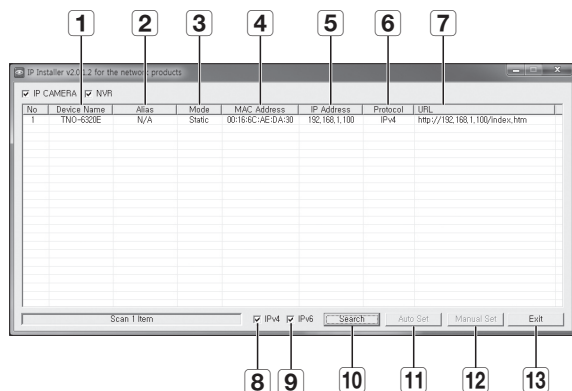 1 2 3 4 5 6 7
IP Installer v2.0.1.2 for the network products
IP CAMERA NVR
No Device Name Alias Mode MAC Address IP Address Protocol URL
1 TNO-6320E N/A Static 00:16:6C:AE:DA:30 192,168,1,100 IPv4 http://192,168,1,100/index,htm
Scan 1 Item IPv4 IPv6 Search Auto Set Manual Set Exit
8 9 10 11 12 13